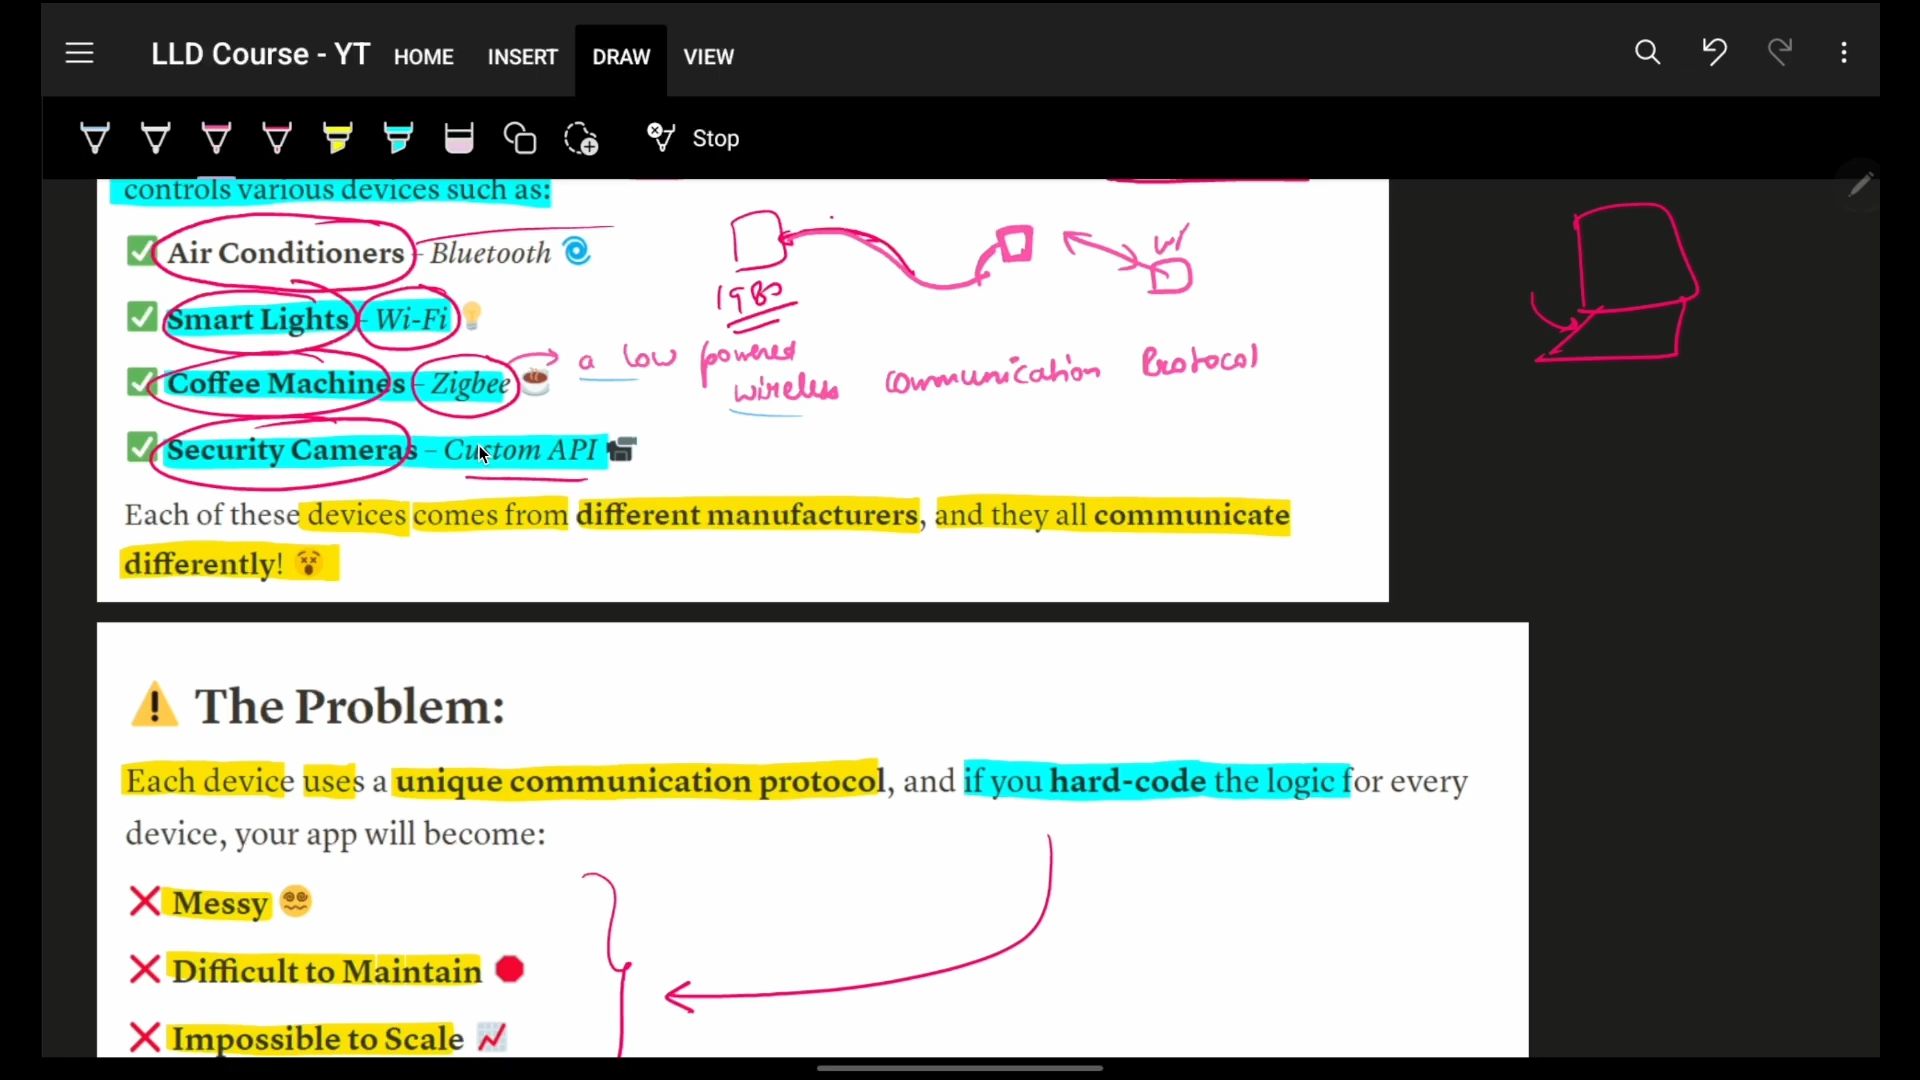 LLD Course - YT HOME INSERT DRAW VIEW
Stop
controls various devices such as:
✅ Air Conditioners – Bluetooth 🌀
✅ Smart Lights – Wi-Fi 💡
✅ Coffee Machines – Zigbee ☕
✅ Security Cameras – Custom API
1980
w/
a low powered
wireless communication Protocol
Each of these devices comes from different manufacturers, and they all communicate
differently! 😵
⚠️ The Problem:
Each device uses a unique communication protocol, and if you hard-code the logic for every
device, your app will become:
❌ Messy 😵‍💫
❌ Difficult to Maintain 🛑
❌ Impossible to Scale 📈